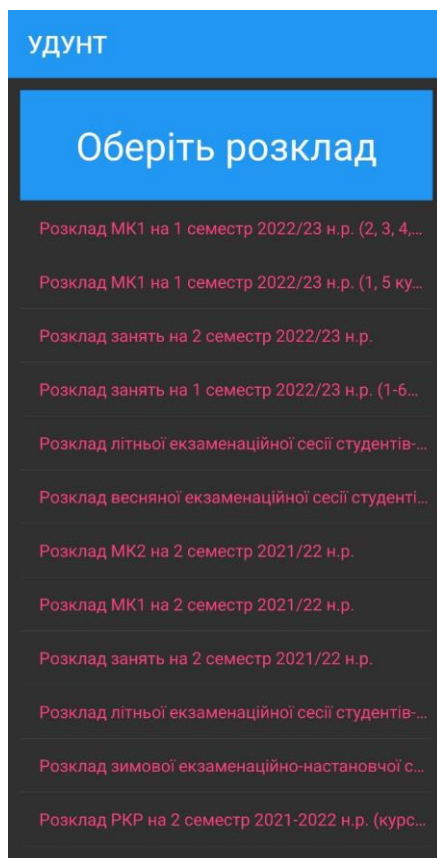 УДУНТ
Оберіть розклад
Розклад МК1 на 1 семестр 2022/23 н.р. (2, 3, 4,...
Розклад МК1 на 1 семестр 2022/23 н.р. (1, 5 ку...
Розклад занять на 2 семестр 2022/23 н.р.
Розклад занять на 1 семестр 2022/23 н.р. (1-6...
Розклад літньої екзаменаційної сесії студентів-...
Розклад весняної екзаменаційної сесії студенті...
Розклад МК2 на 2 семестр 2021/22 н.р.
Розклад МК1 на 2 семестр 2021/22 н.р.
Розклад занять на 2 семестр 2021/22 н.р.
Розклад літньої екзаменаційної сесії студентів-...
Розклад зимової екзаменаційно-настановчої с...
Розклад РКР на 2 семестр 2021-2022 н.р. (курс...